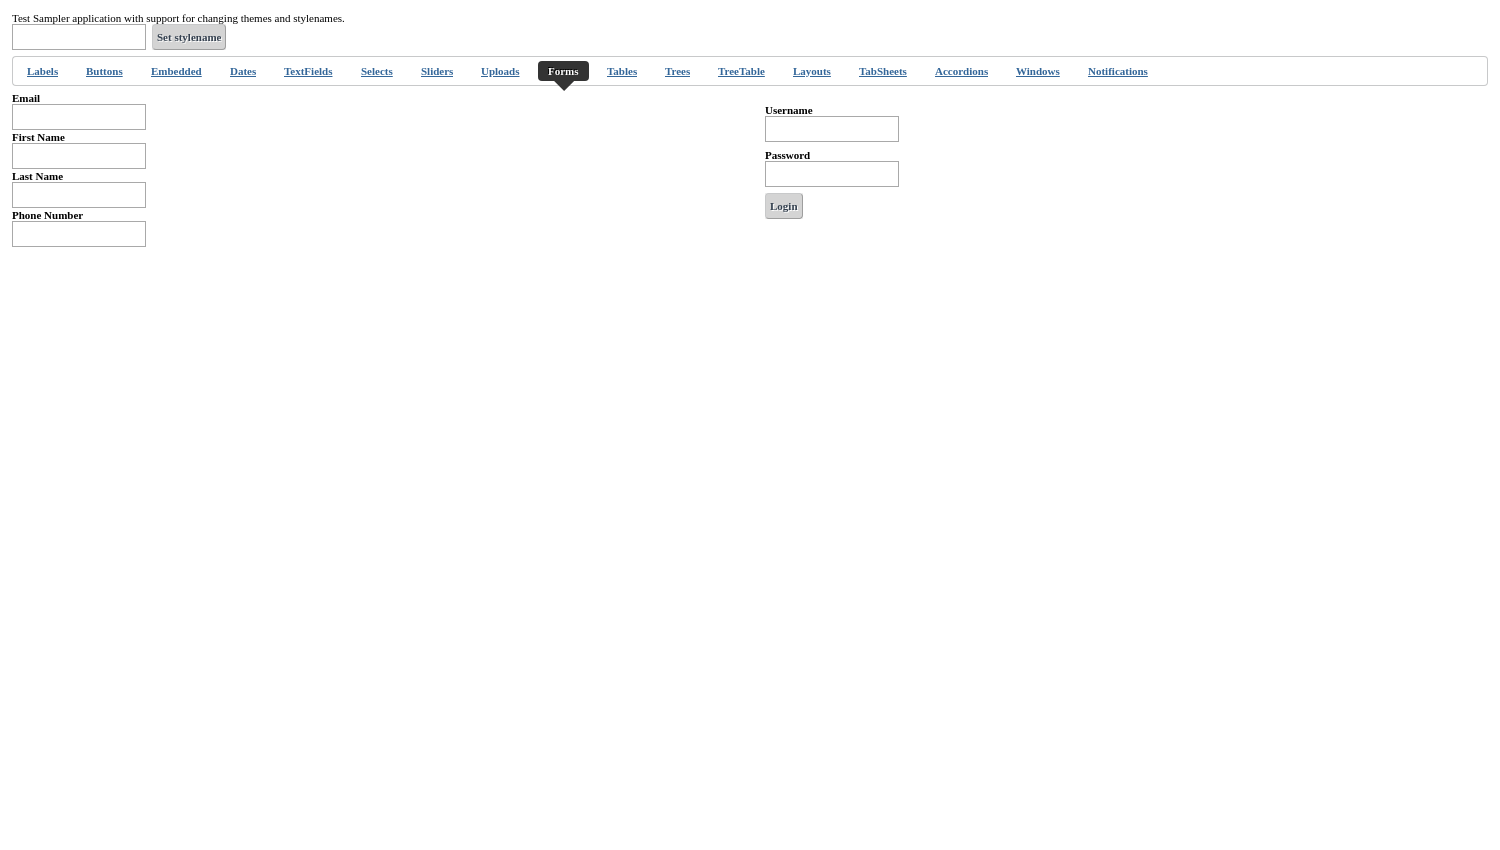 Test Sampler application with support for changing themes and stylenames.
Set stylename
Labels Buttons Embedded Dates TextFields Selects Sliders Uploads Forms Tables Trees TreeTable Layouts TabSheets Accordions Windows Notifications
Email
First Name
Last Name
Phone Number
Username
Password
Login